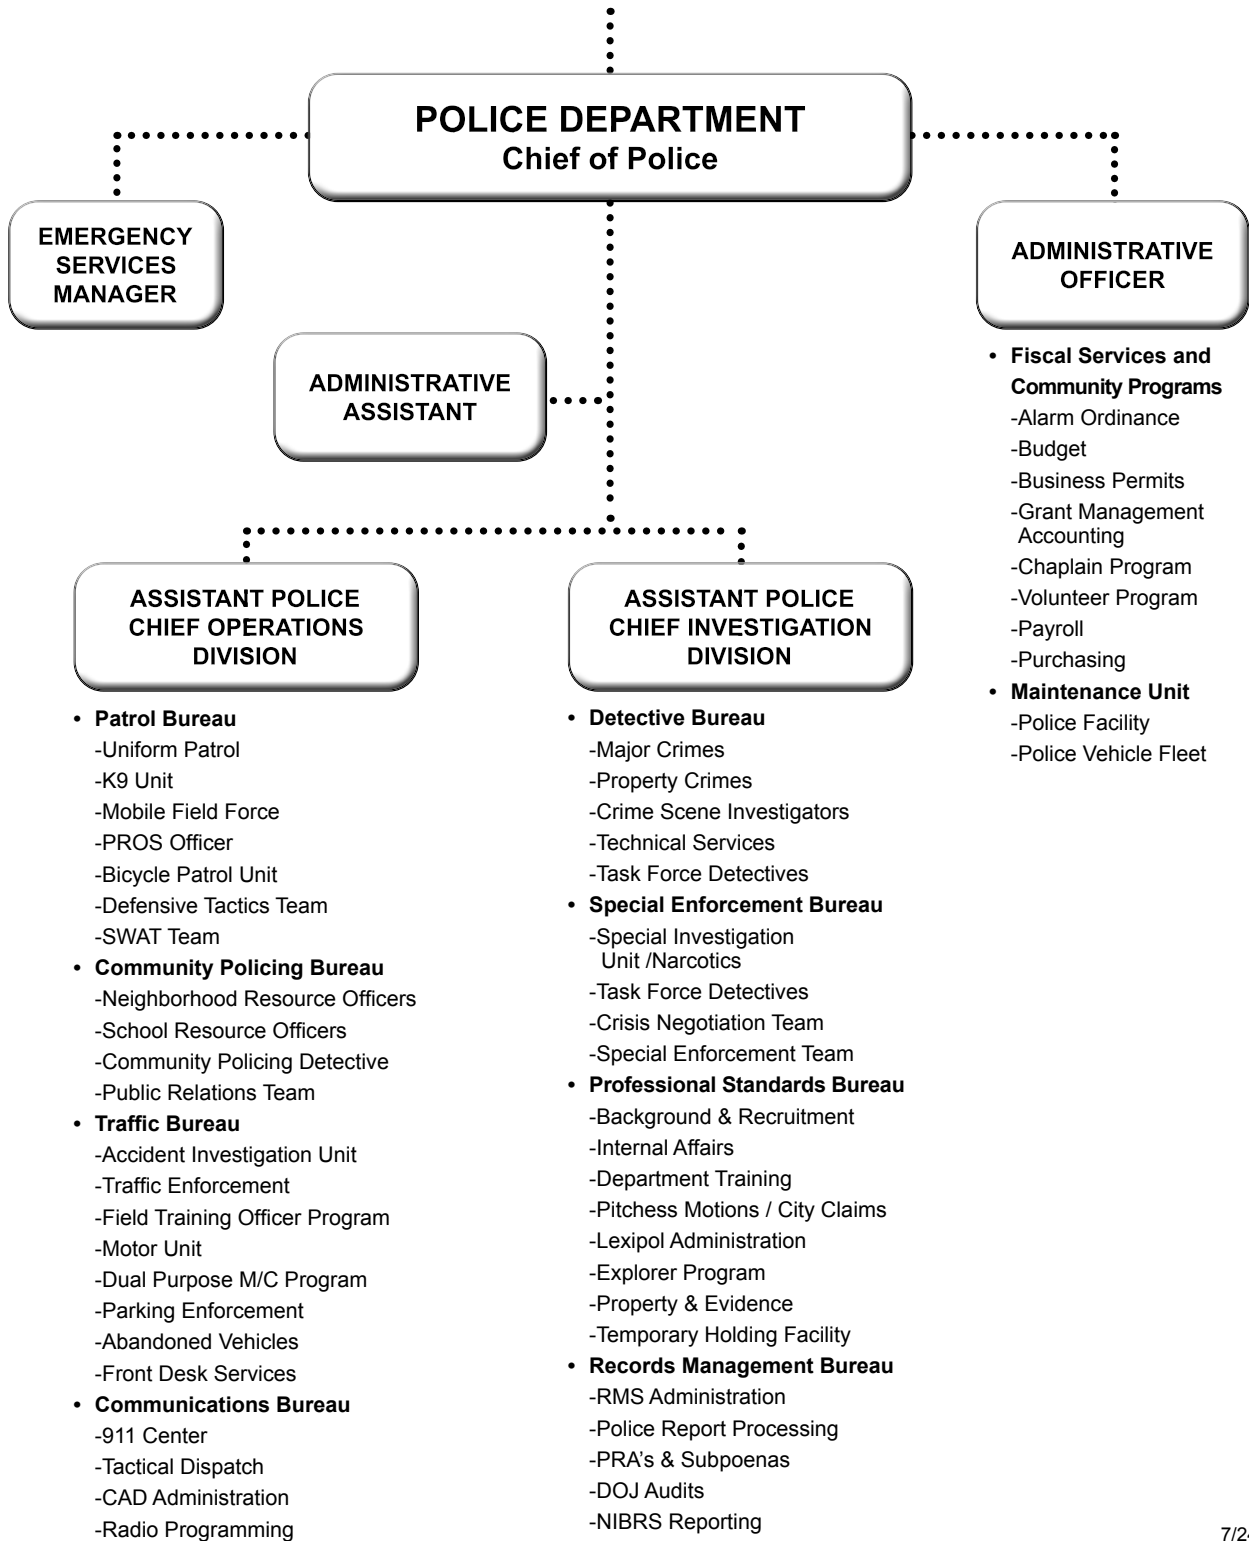 POLICE DEPARTMENT
Chief of Police
EMERGENCY
SERVICES
MANAGER
ADMINISTRATIVE
OFFICER
ADMINISTRATIVE
ASSISTANT
• Fiscal Services and
Community Programs
-Alarm Ordinance
-Budget
-Business Permits
-Grant Management
Accounting
-Chaplain Program
-Volunteer Program
-Payroll
-Purchasing
• Maintenance Unit
-Police Facility
-Police Vehicle Fleet
ASSISTANT POLICE
CHIEF OPERATIONS
DIVISION
• Patrol Bureau
-Uniform Patrol
-K9 Unit
-Mobile Field Force
-PROS Officer
-Bicycle Patrol Unit
-Defensive Tactics Team
-SWAT Team
• Community Policing Bureau
-Neighborhood Resource Officers
-School Resource Officers
-Community Policing Detective
-Public Relations Team
• Traffic Bureau
-Accident Investigation Unit
-Traffic Enforcement
-Field Training Officer Program
-Motor Unit
-Dual Purpose M/C Program
-Parking Enforcement
-Abandoned Vehicles
-Front Desk Services
• Communications Bureau
-911 Center
-Tactical Dispatch
-CAD Administration
-Radio Programming
ASSISTANT POLICE
CHIEF INVESTIGATION
DIVISION
• Detective Bureau
-Major Crimes
-Property Crimes
-Crime Scene Investigators
-Technical Services
-Task Force Detectives
• Special Enforcement Bureau
-Special Investigation
Unit /Narcotics
-Task Force Detectives
-Crisis Negotiation Team
-Special Enforcement Team
• Professional Standards Bureau
-Background & Recruitment
-Internal Affairs
-Department Training
-Pitchess Motions / City Claims
-Lexipol Administration
-Explorer Program
-Property & Evidence
-Temporary Holding Facility
• Records Management Bureau
-RMS Administration
-Police Report Processing
-PRA’s & Subpoenas
-DOJ Audits
-NIBRS Reporting
7/24